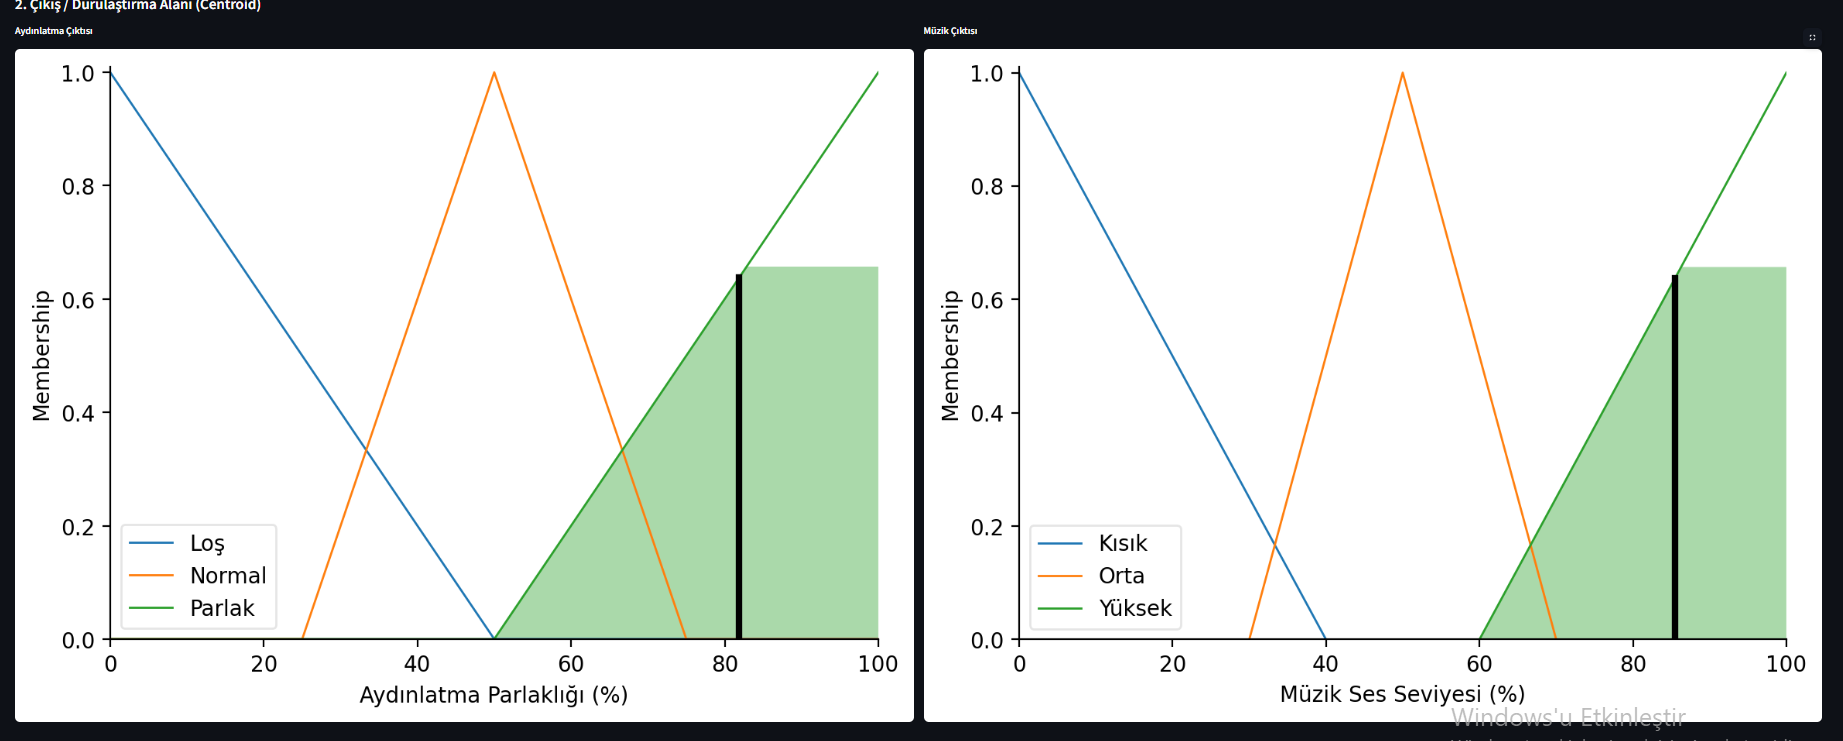 2. Çıkış / Durulaştırma Alanı (Centroid)
Aydınlatma Çıktısı
Müzik Çıktısı
1.0
0.8
0.6
0.4
0.2
0.0
Membership
Loş
Normal
Parlak
0 20 40 60 80 100
Aydınlatma Parlaklığı (%)
1.0
0.8
0.6
0.4
0.2
0.0
Membership
Kısık
Orta
Yüksek
0 20 40 60 80 100
Müzik Ses Seviyesi (%)
Windows'u Etkinleştir